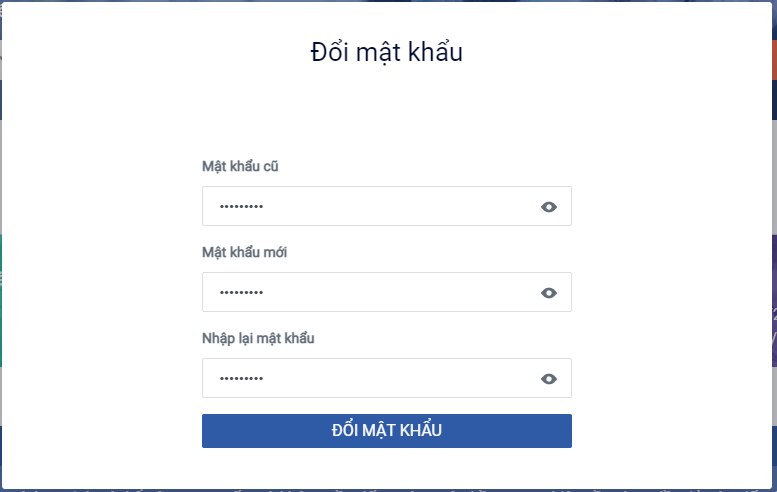 Đổi mật khẩu
Mật khẩu cũ
•••••••••
Mật khẩu mới
•••••••••
Nhập lại mật khẩu
•••••••••
ĐỔI MẬT KHẨU